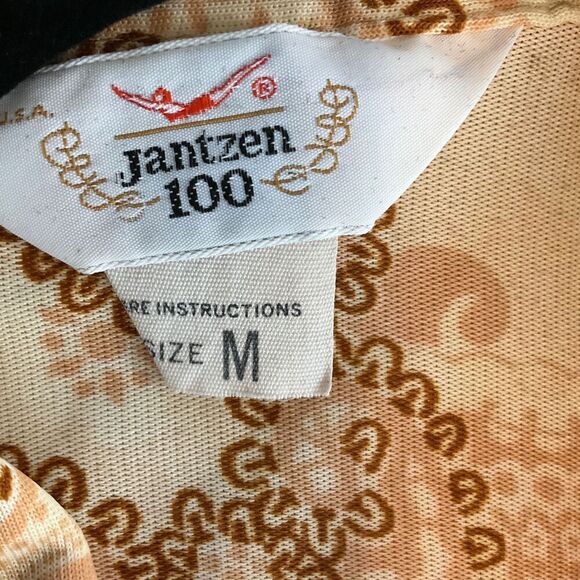 U.S.A.
®
Jantzen
100
RE INSTRUCTIONS
SIZE M